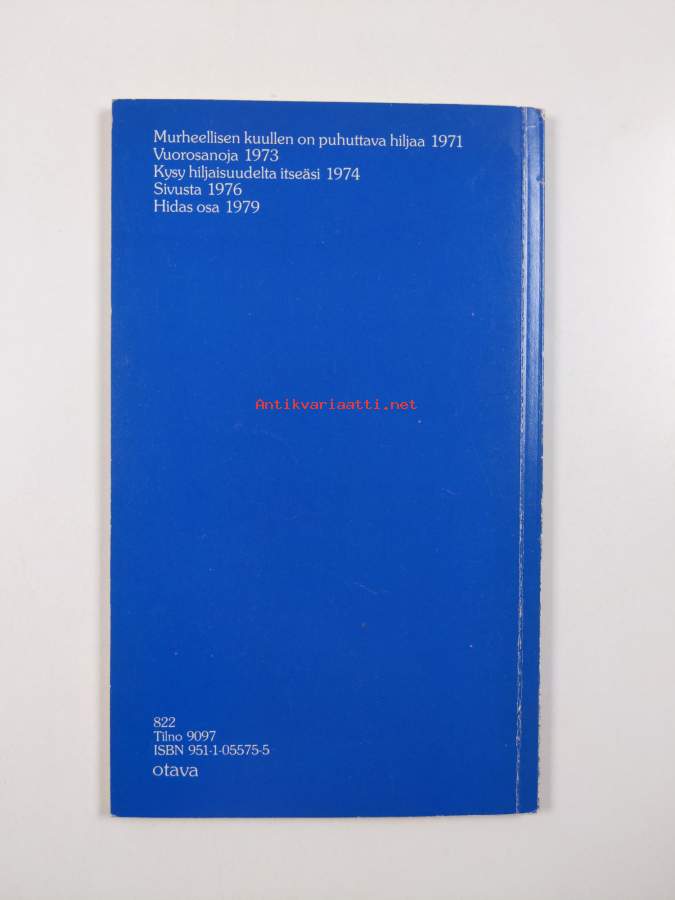 Murheellisen kuullen on puhuttava hiljaa 1971
Vuorosanoja 1973
Kysy hiljaisuudelta itseäsi 1974
Sivusta 1976
Hidas osa 1979
Antikvariaatti.net
822
Tilno 9097
ISBN 951-1-05575-5
otava